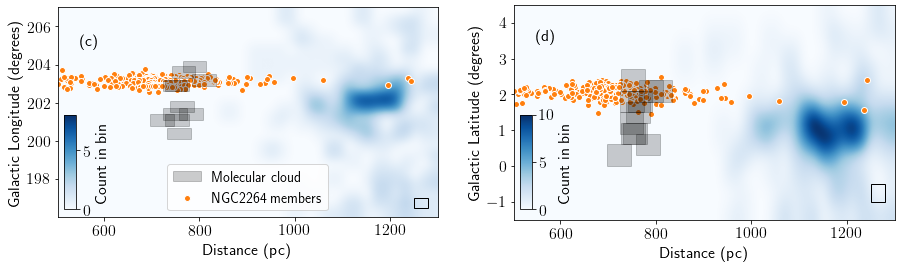 Galactic Longitude (degrees)
206
204
202
200
198
(c)
5
0
Count in bin
Molecular cloud
NGC2264 members
600
800
1000
1200
Distance (pc)
Galactic Latitude (degrees)
4
3
2
1
0
−1
(d)
10
5
0
Count in bin
600
800
1000
1200
Distance (pc)